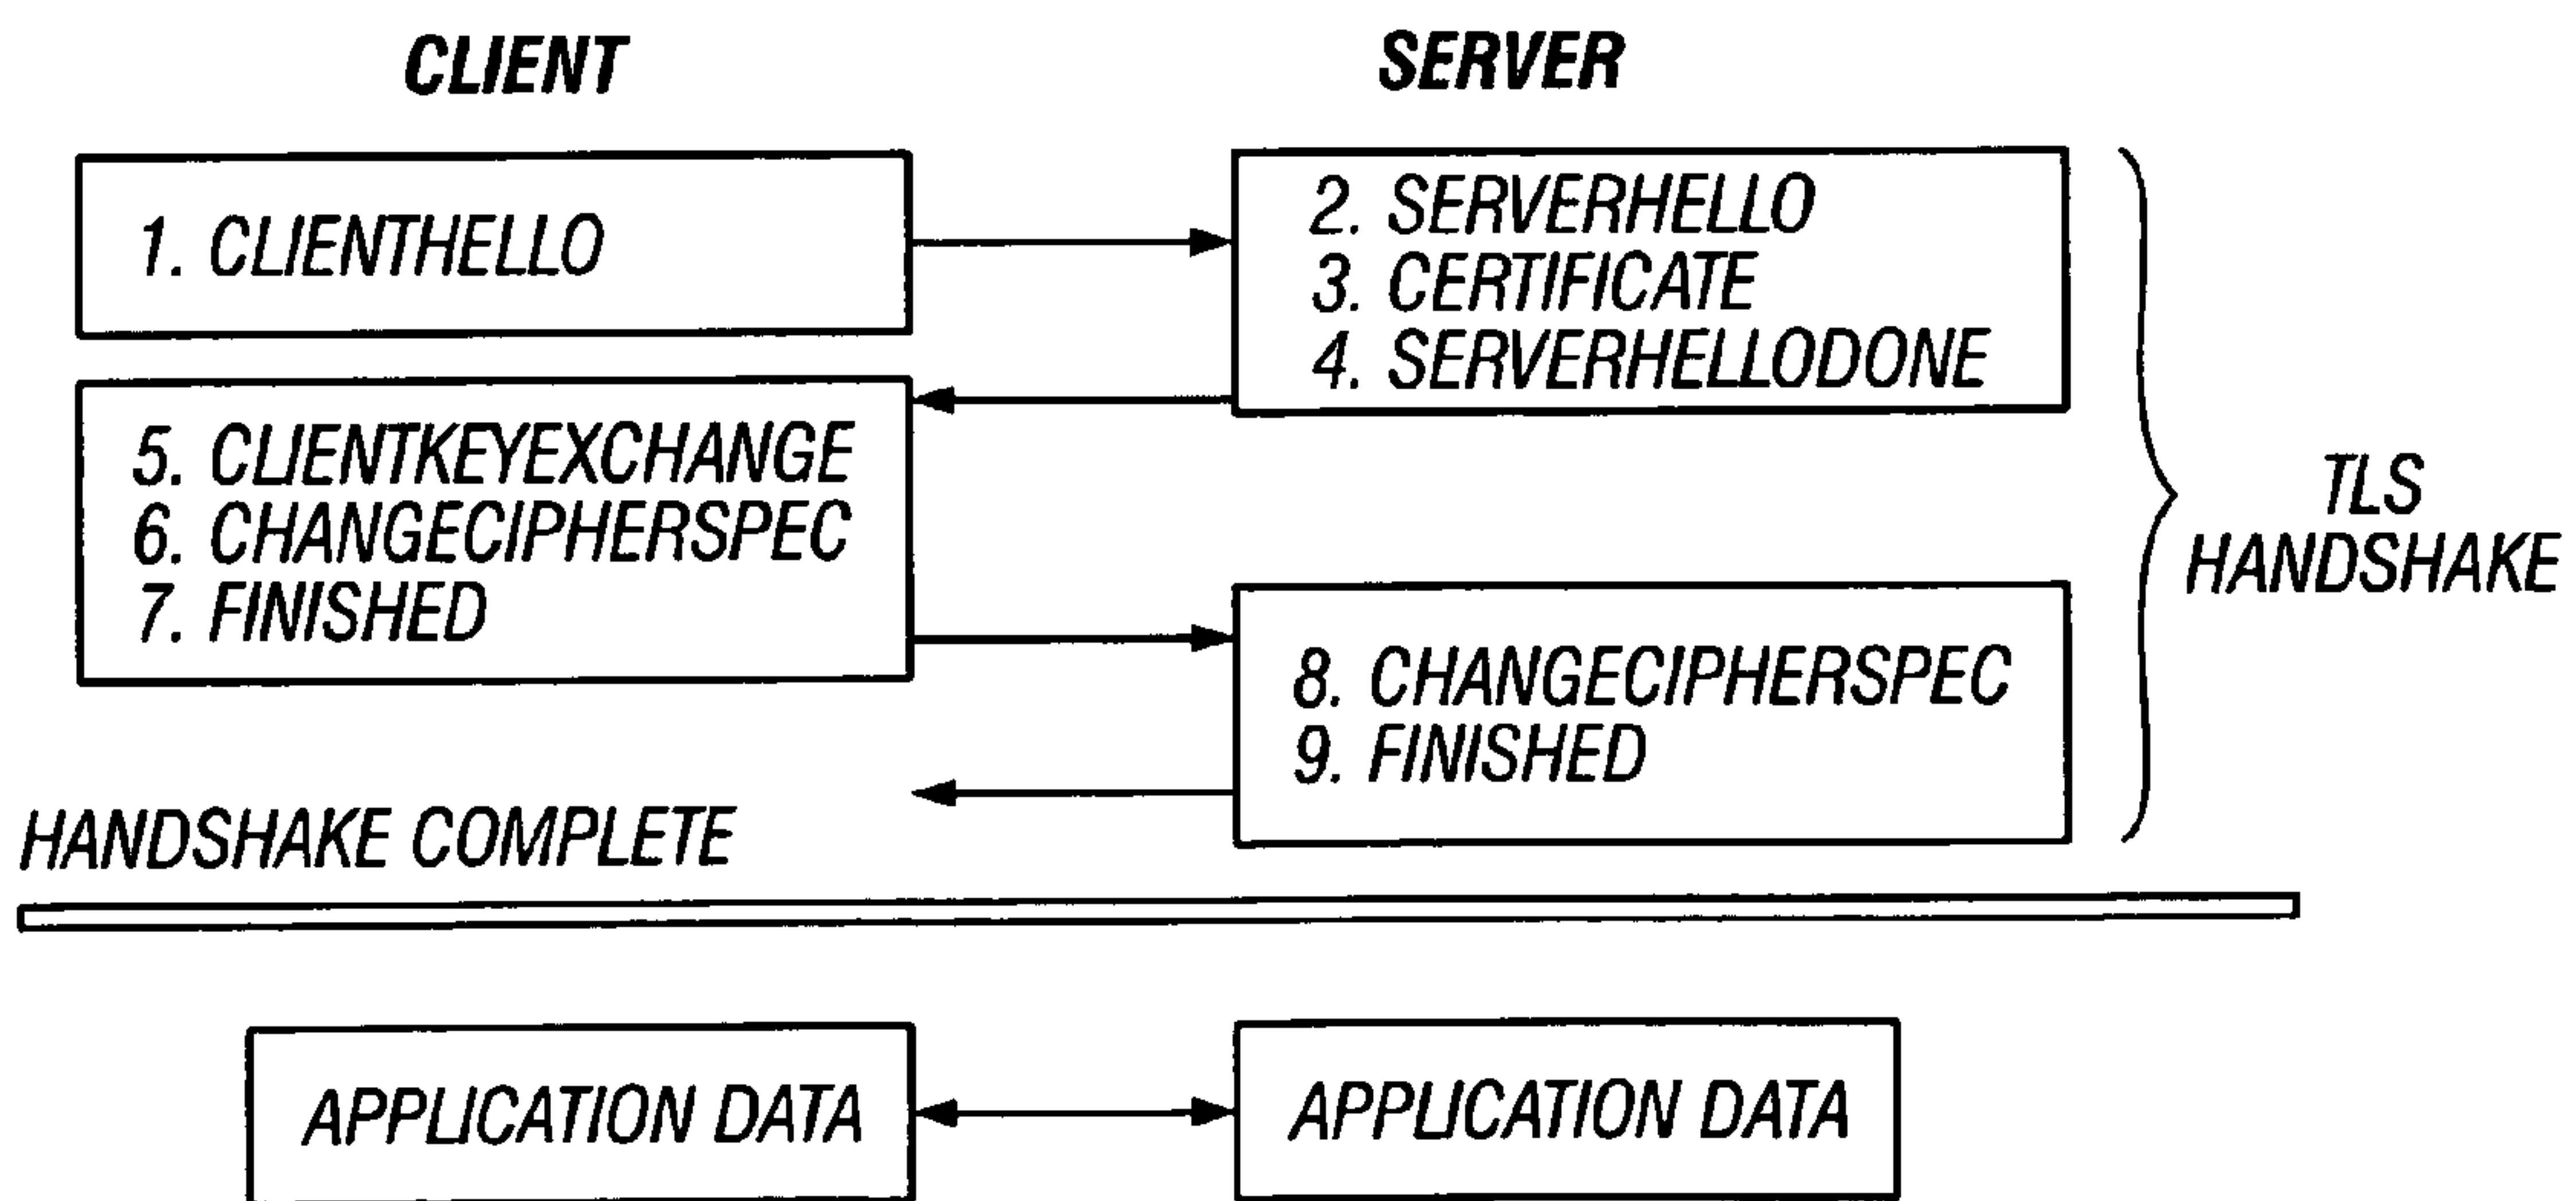 CLIENT
SERVER
1. CLIENTHELLO
2. SERVERHELLO
3. CERTIFICATE
4. SERVERHELLODONE
5. CLIENTKEYEXCHANGE
6. CHANGECIPHERSPEC
7. FINISHED
8. CHANGECIPHERSPEC
9. FINISHED
TLS
HANDSHAKE
HANDSHAKE COMPLETE
APPLICATION DATA
APPLICATION DATA